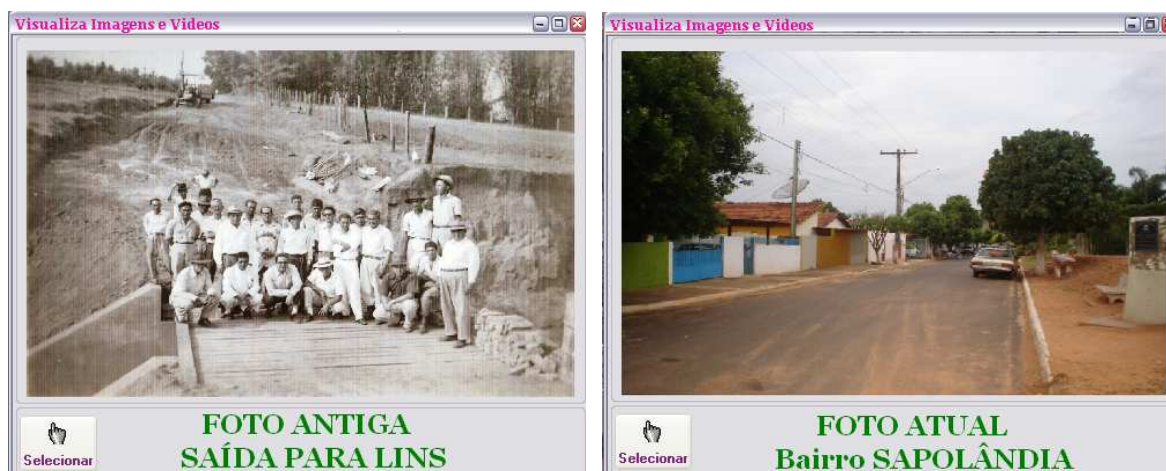 Visualiza Imagens e Videos
Selecionar
FOTO ANTIGA
SAÍDA PARA LINS
Visualiza Imagens e Videos
Selecionar
FOTO ATUAL
Bairro SAPOLÂNDIA